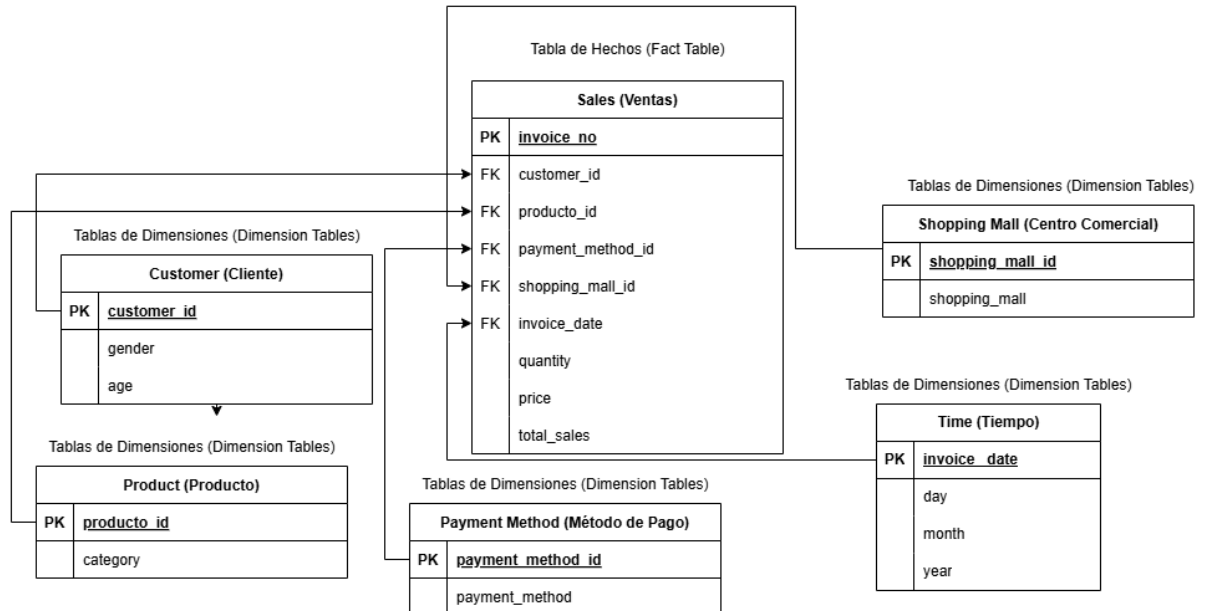 Tabla de Hechos (Fact Table)
Sales (Ventas)
PK invoice_no
FK customer_id
FK producto_id
FK payment_method_id
FK shopping_mall_id
FK invoice_date
quantity
price
total_sales
Tablas de Dimensiones (Dimension Tables)
Shopping Mall (Centro Comercial)
PK shopping_mall_id
shopping_mall
Tablas de Dimensiones (Dimension Tables)
Customer (Cliente)
PK customer_id
gender
age
Tablas de Dimensiones (Dimension Tables)
Time (Tiempo)
PK invoice_date
day
month
year
Tablas de Dimensiones (Dimension Tables)
Product (Producto)
PK producto_id
category
Tablas de Dimensiones (Dimension Tables)
Payment Method (Método de Pago)
PK payment_method_id
payment_method